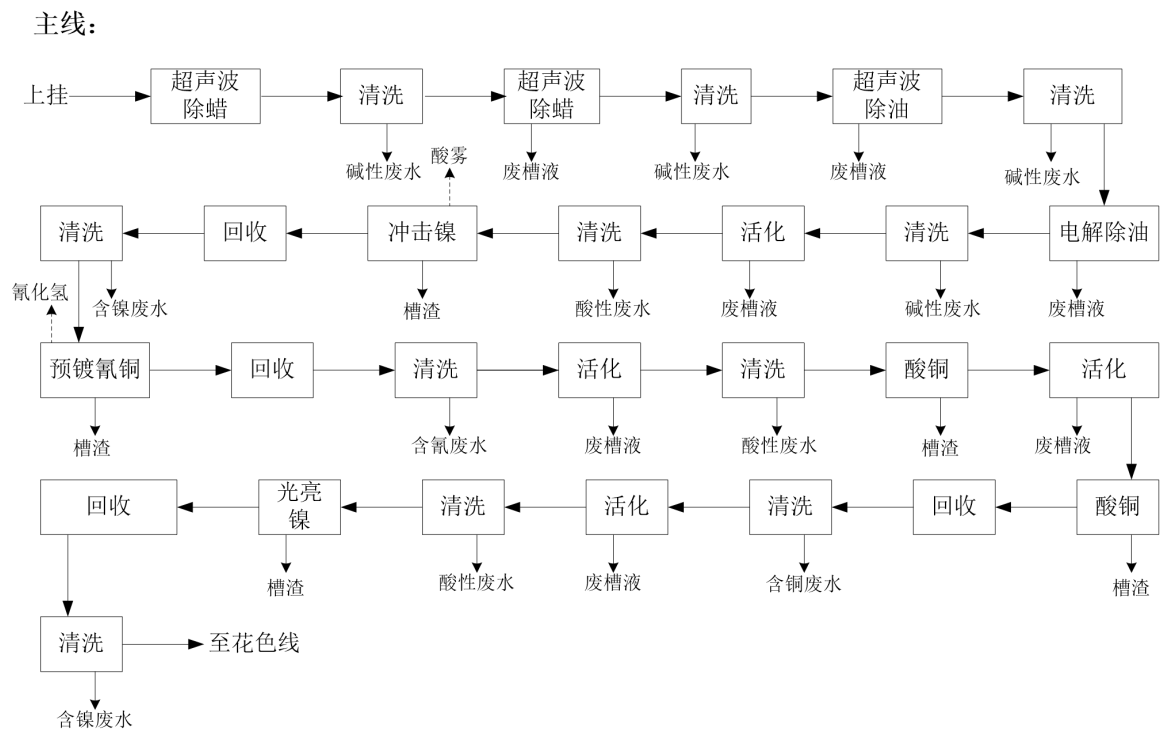 主线：
上挂
超声波
除蜡
清洗
超声波
除蜡
清洗
超声波
除油
清洗
酸雾
碱性废水
废槽液
碱性废水
废槽液
碱性废水
清洗
回收
冲击镍
清洗
活化
清洗
电解除油
氰化氢
含镍废水
槽渣
酸性废水
废槽液
碱性废水
废槽液
预镀氰铜
回收
清洗
活化
清洗
酸铜
活化
槽渣
含氰废水
废槽液
酸性废水
槽渣
废槽液
回收
光亮
镍
清洗
活化
清洗
回收
酸铜
槽渣
酸性废水
废槽液
含铜废水
槽渣
清洗
至花色线
含镍废水